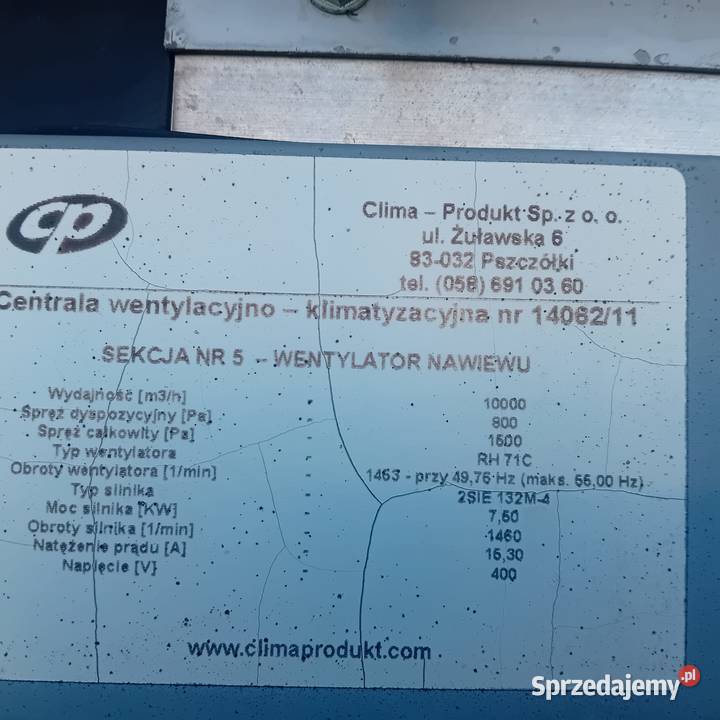 cp
Clima – Produkt Sp. z o. o.
ul. Żuławska 6
83-032 Pszczółki
tel. (058) 691 03 60
Centrala wentylacyjno – klimatyzacyjna nr 14062/11
SEKCJA NR 5 - WENTYLATOR NAWIEWU
Wydajność [m3/h] - 10000
Spręż dyspozycyjny [Pa] - 800
Spręż całkowity [Pa] - 1500
Typ wentylatora - RH 71C
Obroty wentylatora [1/min] - 1463 - przy 49,76 Hz (maks. 56,00 Hz)
Typ silnika - 2SIE 132M-4
Moc silnika [KW] - 7,50
Obroty silnika [1/min] - 1460
Natężenie prądu [A] - 15,30
Napięcie [V} - 400
www.climaprodukt.com
Sprzedajemy.pl